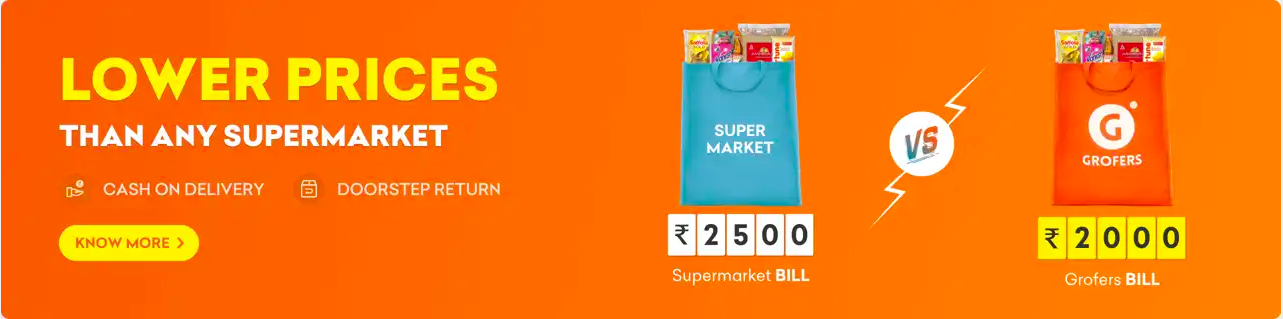 LOWER PRICES
THAN ANY SUPERMARKET
CASH ON DELIVERY
DOORSTEP RETURN
KNOW MORE >
SUPER
MARKET
₹ 2500
Supermarket BILL
VS
G
GROFERS
₹ 2000
Grofers BILL